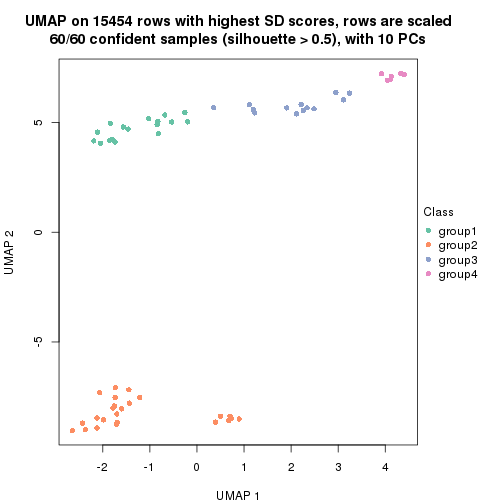 UMAP on 15454 rows with highest SD scores, rows are scaled
60/60 confident samples (silhouette > 0.5), with 10 PCs
5
0
-5
UMAP 2
-2
-1
0
1
2
3
4
UMAP 1
Class
group1
group2
group3
group4